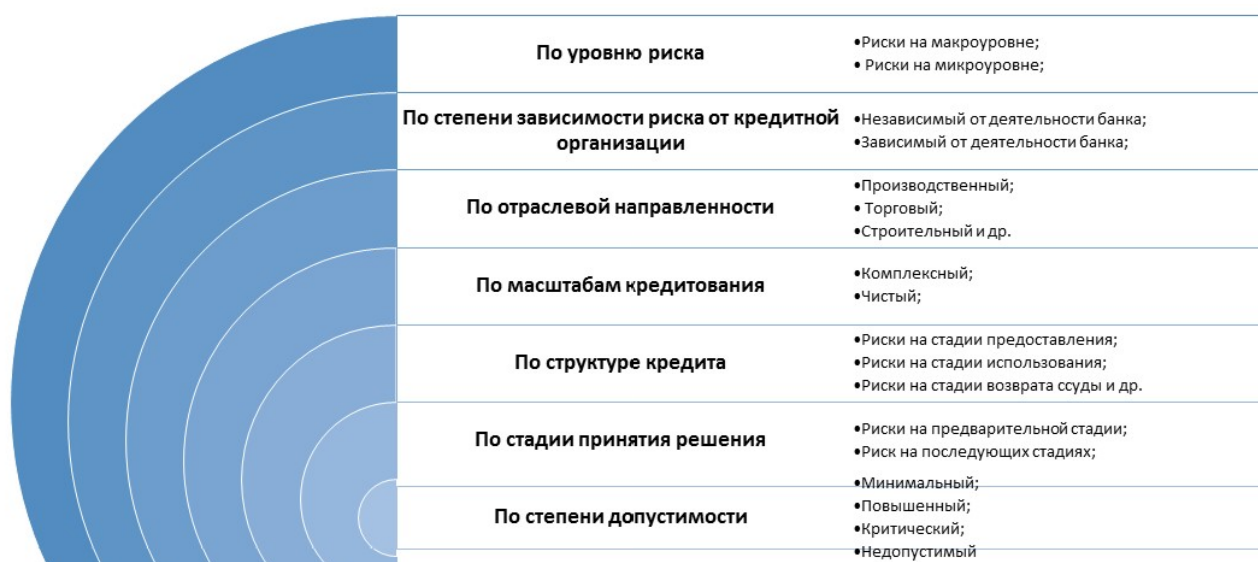 По уровню риска
•Риски на макроуровне;
• Риски на микроуровне;
По степени зависимости риска от кредитной
организации
•Независимый от деятельности банка;
•Зависимый от деятельности банка;
По отраслевой направленности
•Производственный;
• Торговый;
•Строительный и др.
По масштабам кредитования
•Комплексный;
•Чистый;
По структуре кредита
•Риски на стадии предоставления;
•Риски на стадии использования;
•Риски на стадии возврата ссуды и др.
По стадии принятия решения
•Риски на предварительной стадии;
•Риск на последующих стадиях;
По степени допустимости
•Минимальный;
•Повышенный;
•Критический;
•Недопустимый